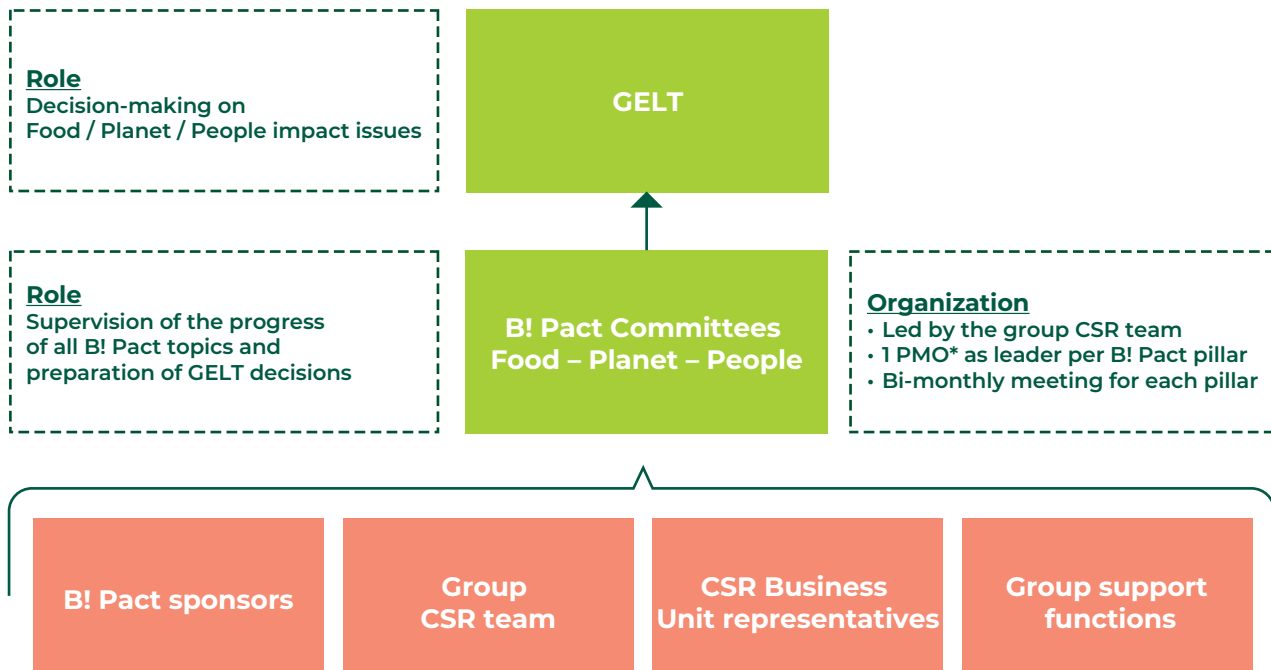 Role
Decision-making on
Food / Planet / People impact issues
GELT
Role
Supervision of the progress
of all B! Pact topics and
preparation of GELT decisions
B! Pact Committees
Food – Planet – People
Organization
• Led by the group CSR team
• 1 PMO* as leader per B! Pact pillar
• Bi-monthly meeting for each pillar
B! Pact sponsors
Group
CSR team
CSR Business
Unit representatives
Group support
functions